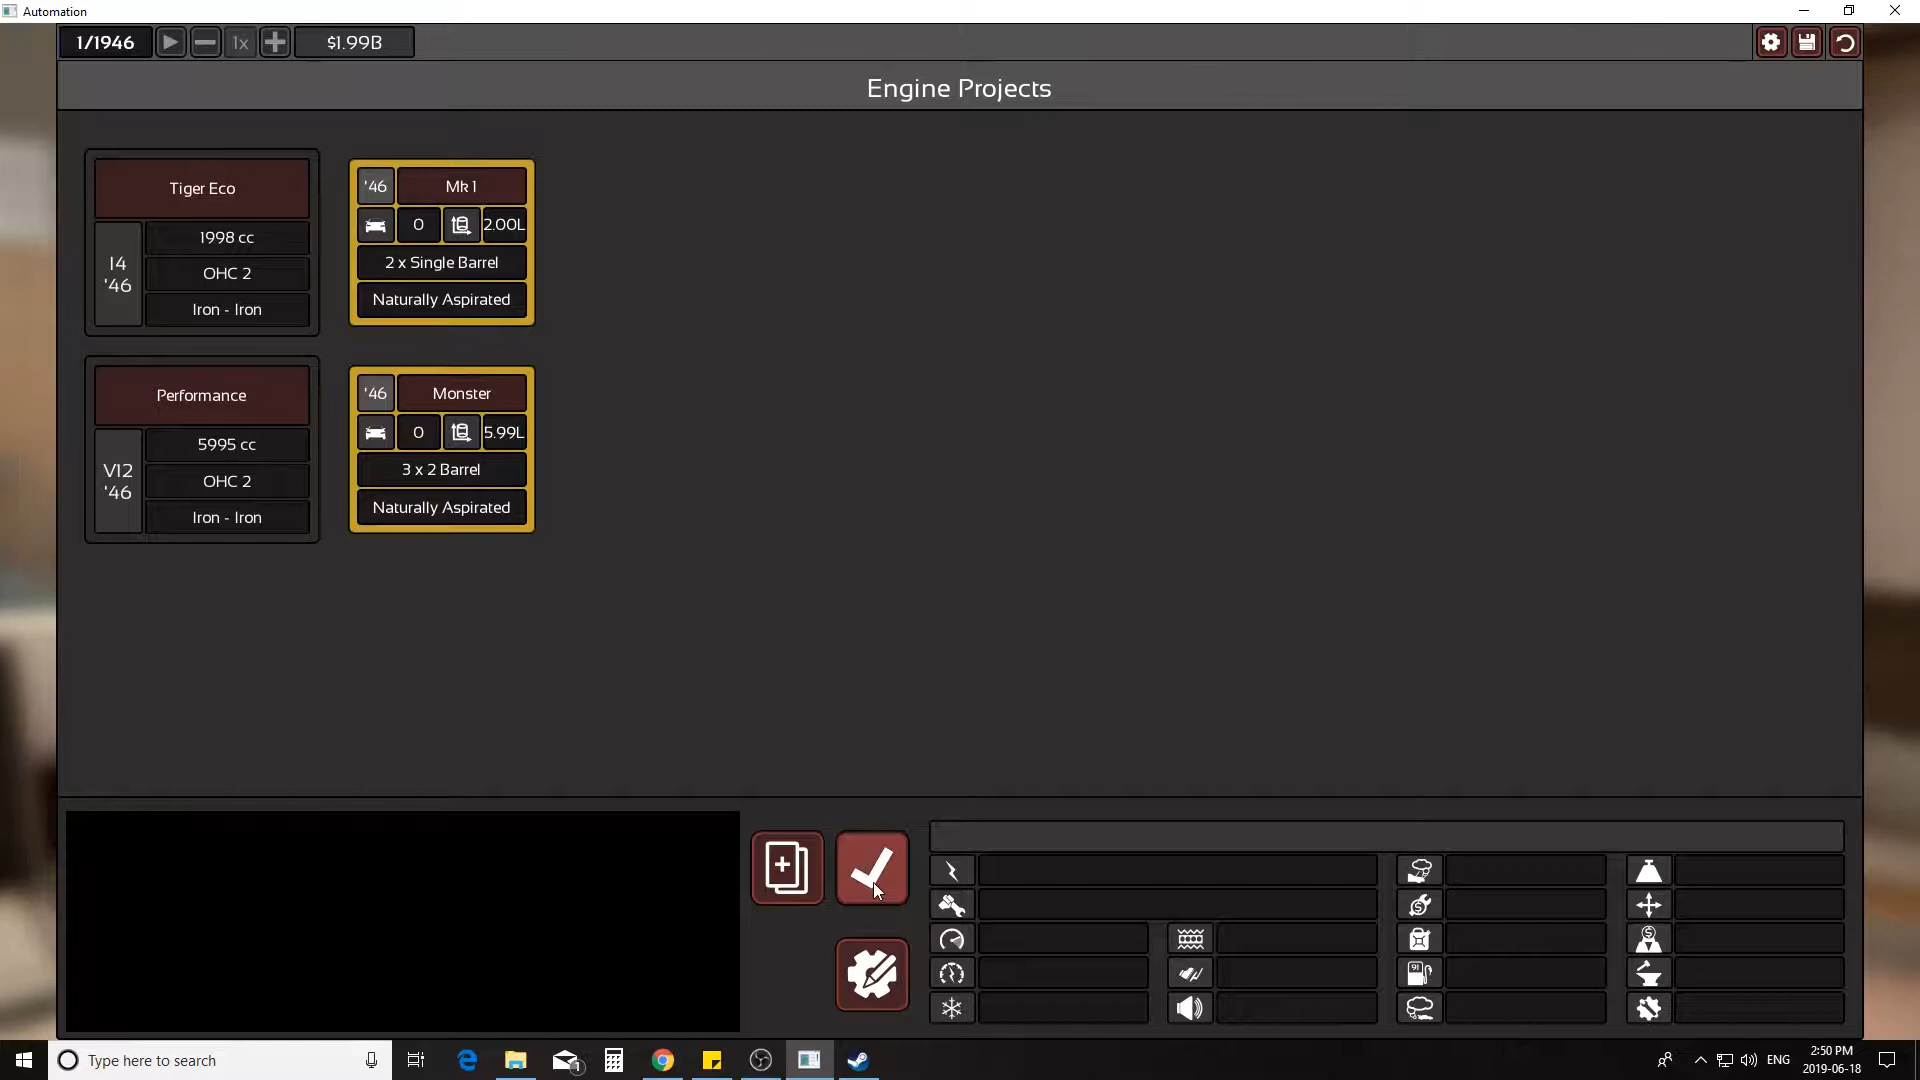 Automation
1/1946
1x
$1.99B
Engine Projects
Tiger Eco
I4
'46
1998 cc
OHC 2
Iron - Iron
'46
Mk 1
0
2.00L
2 x Single Barrel
Naturally Aspirated
Performance
V12
'46
5995 cc
OHC 2
Iron - Iron
'46
Monster
0
5.99L
3 x 2 Barrel
Naturally Aspirated
Type here to search
1
ENG
2:50 PM
2019-06-18